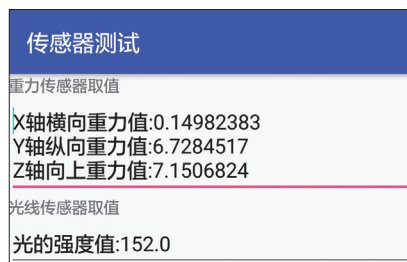 传感器测试
重力传感器取值
X轴横向重力值:0.14982383
Y轴纵向重力值:6.7284517
Z轴向上重力值:7.1506824
光线传感器取值
光的强度值:152.0